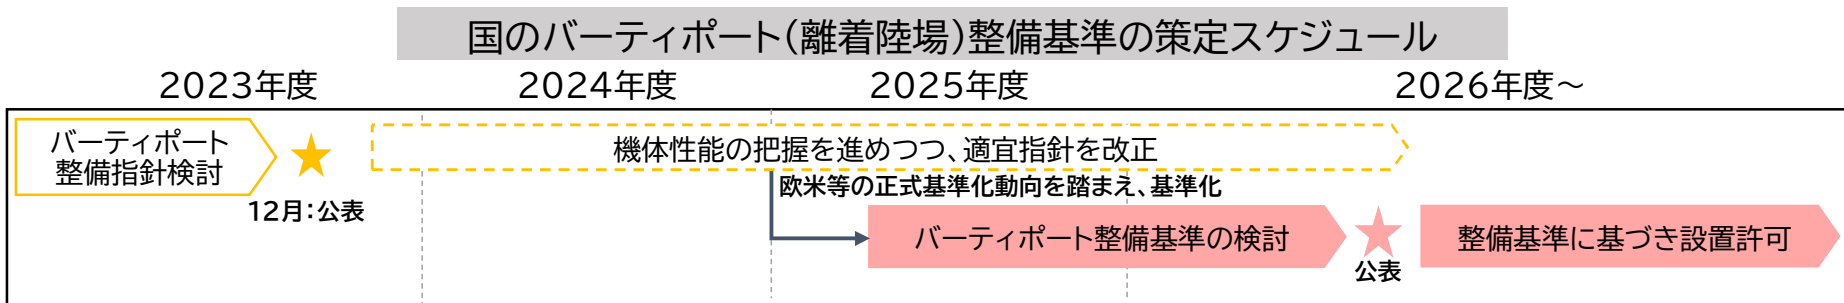 国のバーティポート(離着陸場)整備基準の策定スケジュール
2023年度
2024年度
2025年度
2026年度～
バーティポート
整備指針検討
12月：公表
機体性能の把握を進めつつ、適宜指針を改正
欧米等の正式基準化動向を踏まえ、基準化
バーティポート整備基準の検討
公表
整備基準に基づき設置許可